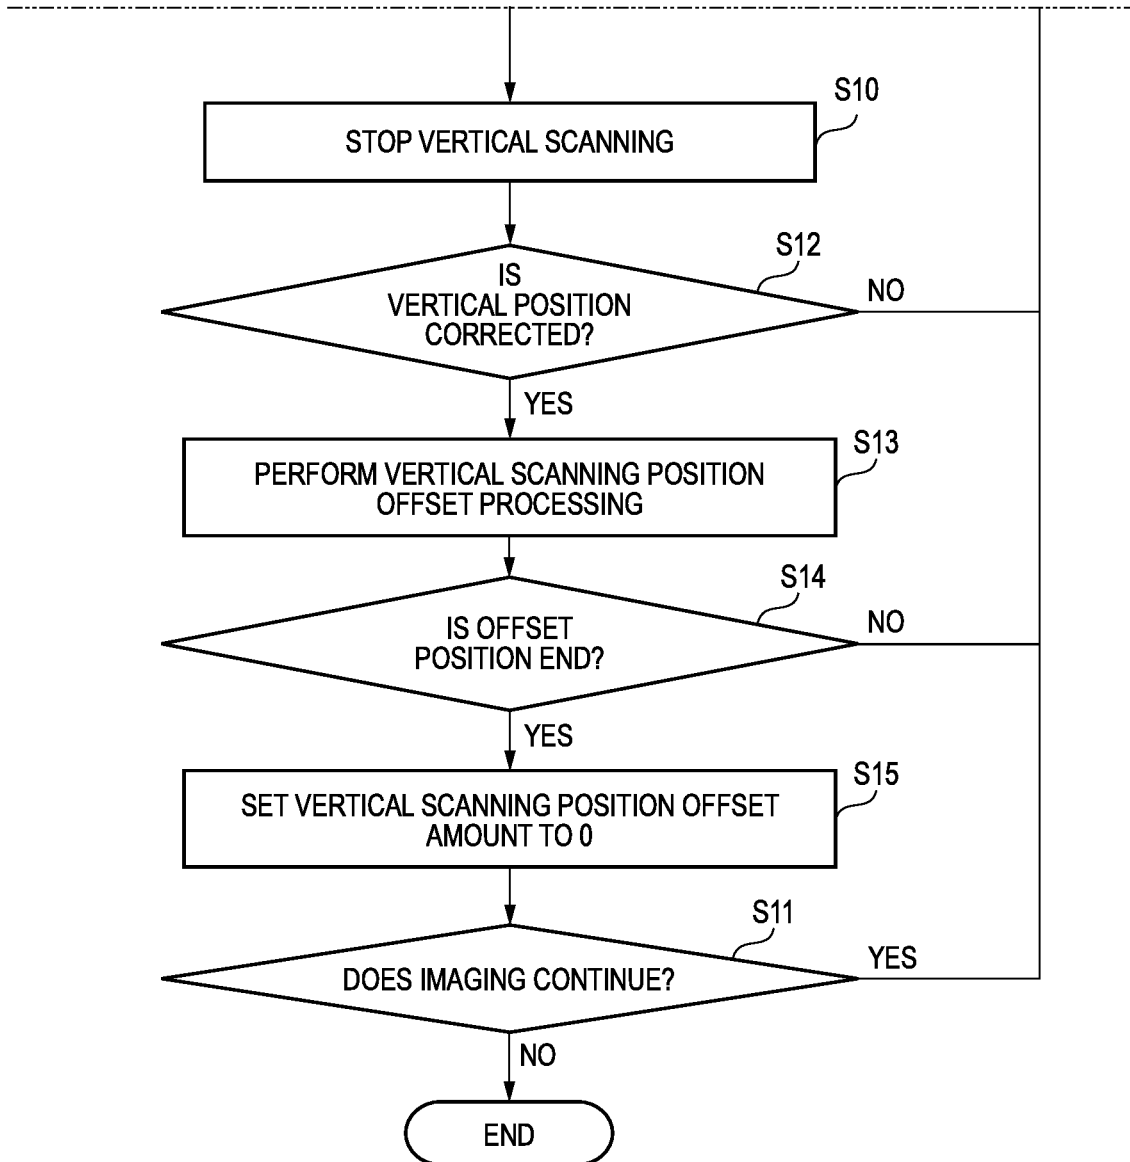 S10
STOP VERTICAL SCANNING
S12
IS
VERTICAL POSITION
CORRECTED?
NO
YES
S13
PERFORM VERTICAL SCANNING POSITION
OFFSET PROCESSING
S14
IS OFFSET
POSITION END?
NO
YES
S15
SET VERTICAL SCANNING POSITION OFFSET
AMOUNT TO 0
S11
DOES IMAGING CONTINUE?
YES
NO
END